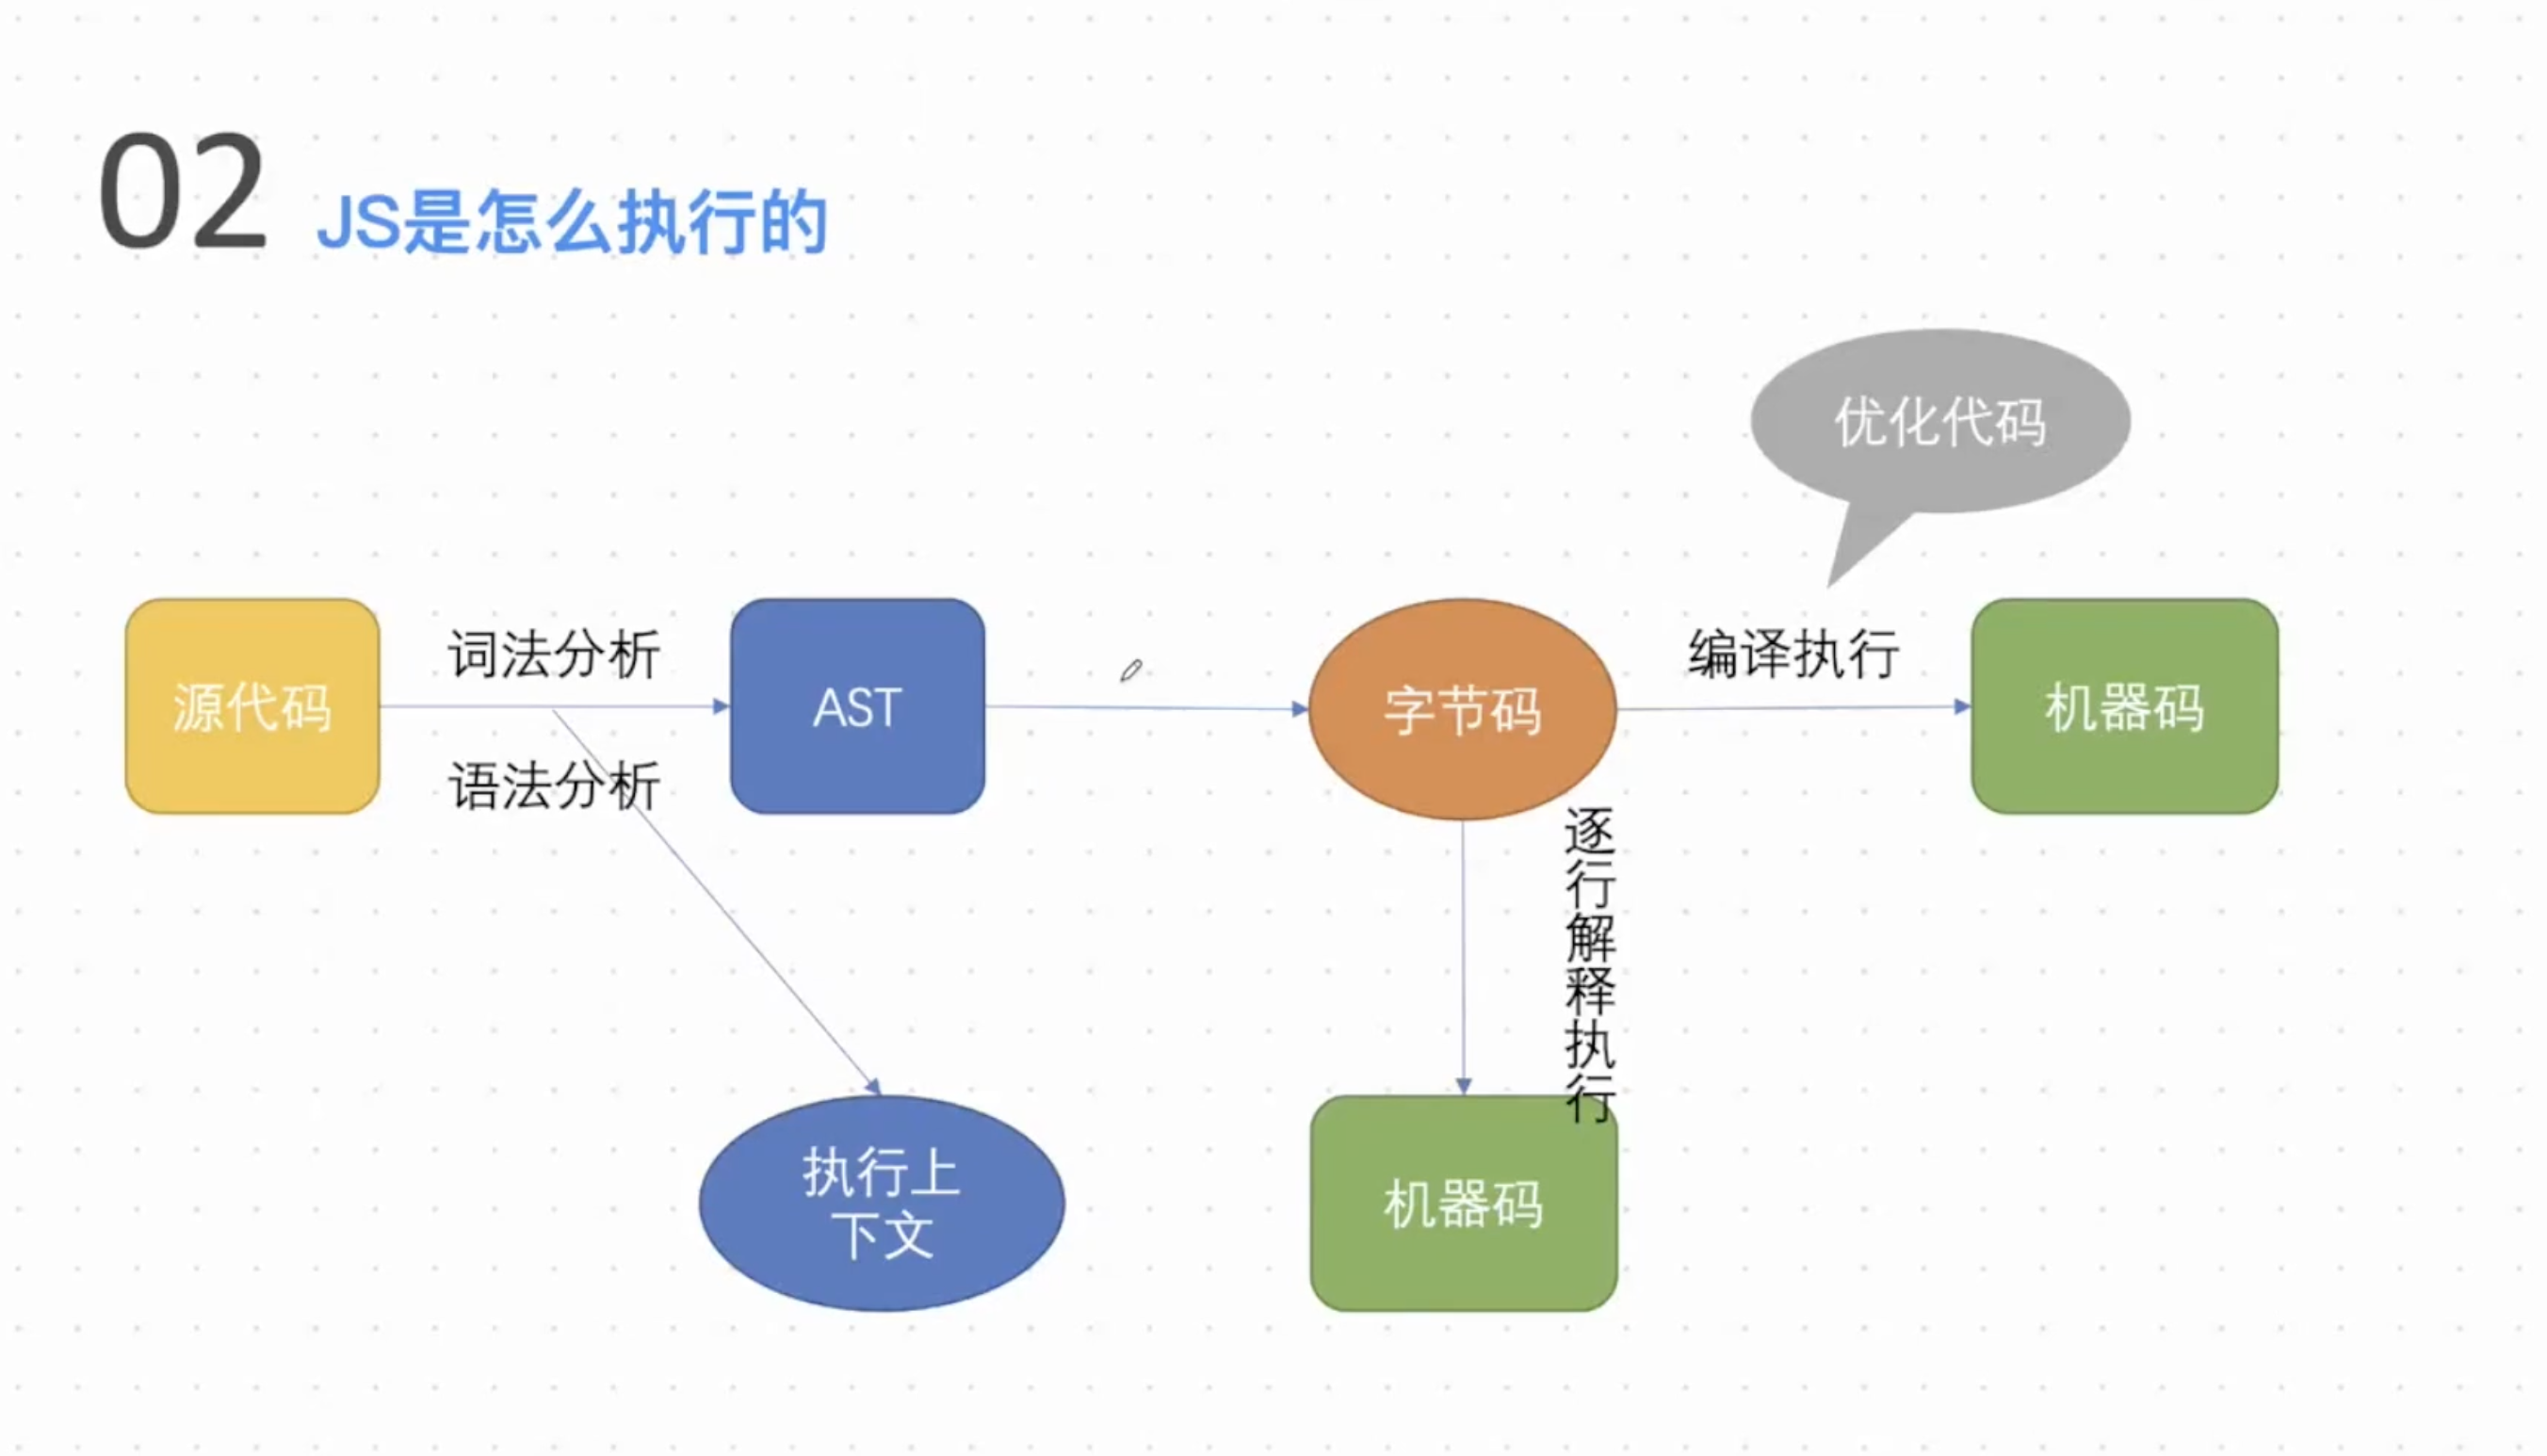 02 JS是怎么执行的
优化代码
源代码
词法分析
语法分析
AST
字节码
编译执行
机器码
逐行解释执行
执行上
下文
机器码